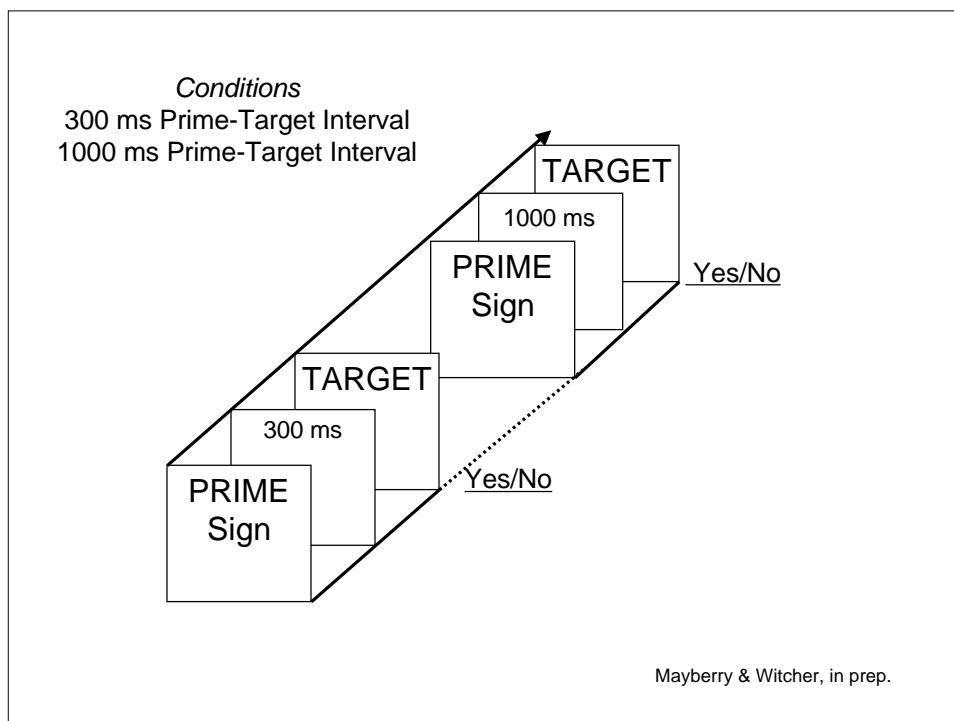 Conditions
300 ms Prime-Target Interval
1000 ms Prime-Target Interval
TARGET
1000 ms
PRIME
Sign
Yes/No
TARGET
300 ms
PRIME
Sign
Yes/No
Mayberry & Witcher, in prep.